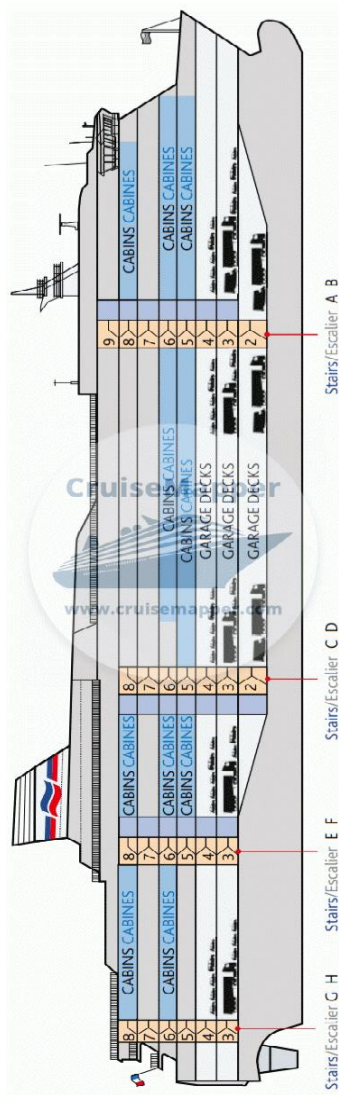 9
8 CABINS CABINES 8 CABINS CABINES 8 8 CABINS CABINES
7 7 7 7
6 CABINS CABINES 6 CABINS CABINES 6 CABINS CABINES 6 CABINS CABINES
5 5 CABINS CABINES 5 CABINS CABINES 5 CABINS CABINES
4 4 4 GARAGE DECKS 4
3 3 3 GARAGE DECKS 3
2 GARAGE DECKS 2
Stairs/Escalier G H
Stairs/Escalier E F
Stairs/Escalier C D
Stairs/Escalier A B
CruiseMapper
www.cruisemapper.com